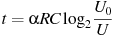 t = αRC log₂ U₀/U